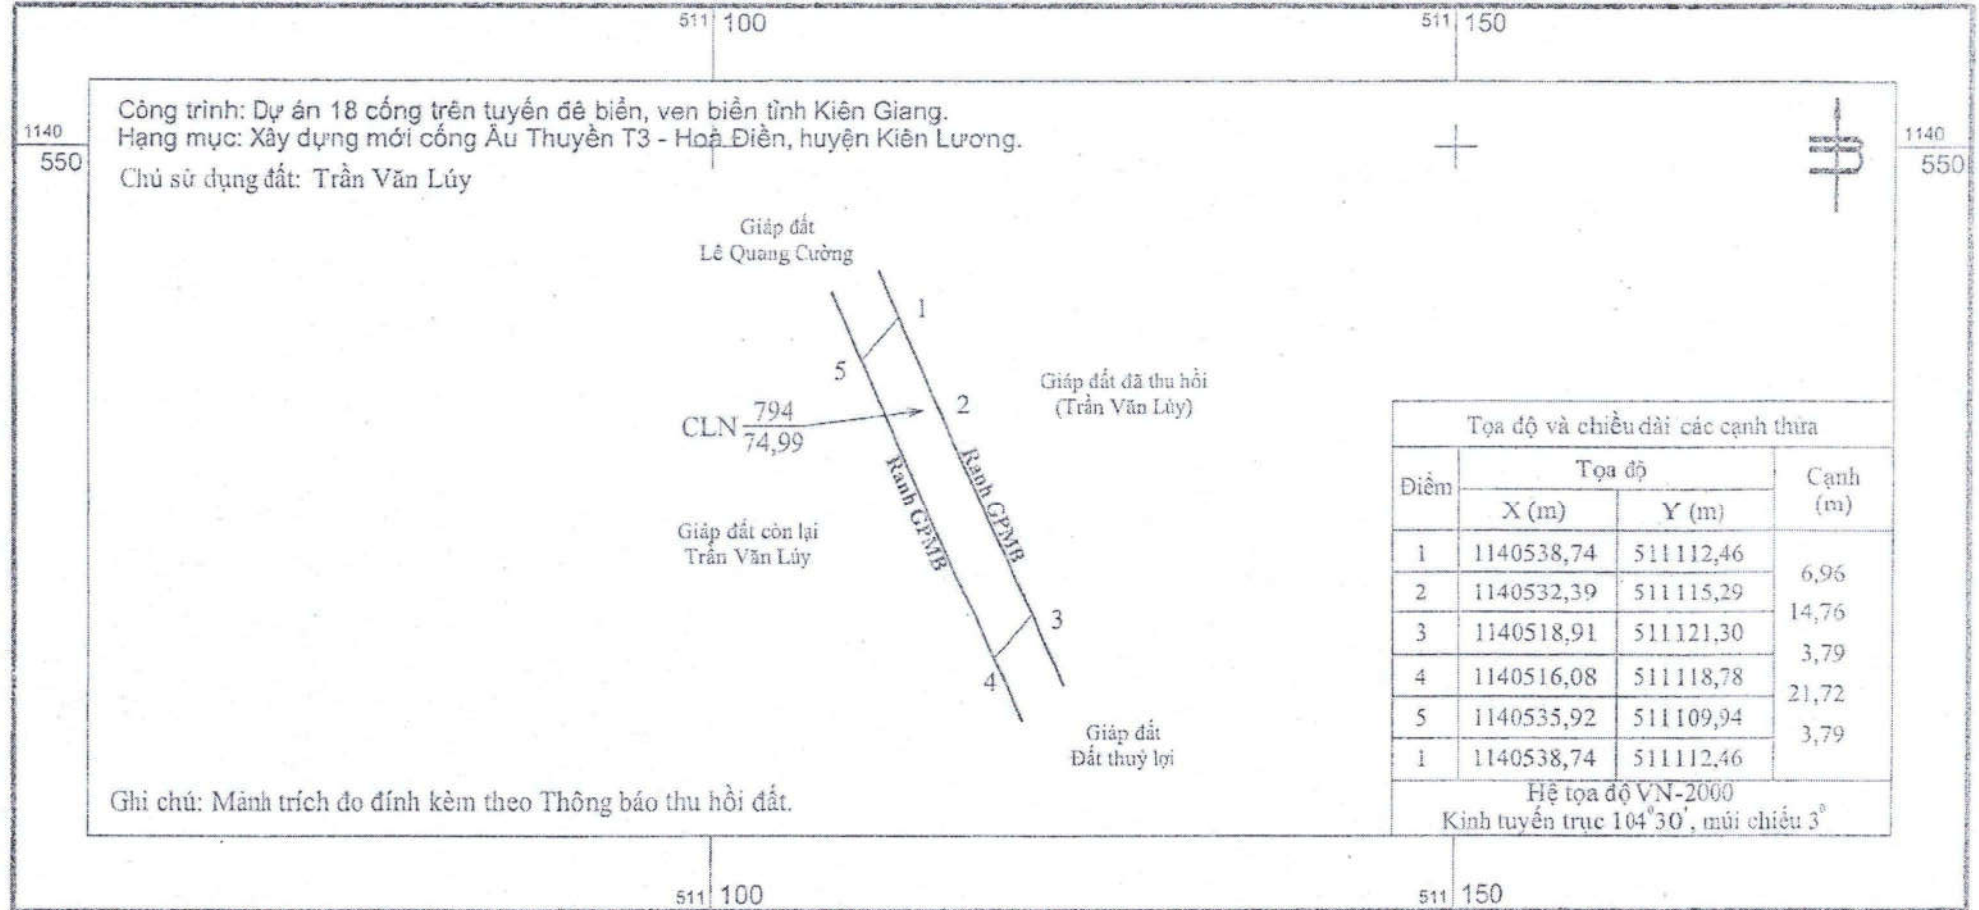 511 100
511 150
Công trình: Dự án 18 cống trên tuyến đê biển, ven biển tỉnh Kiên Giang.
Hạng mục: Xây dựng mới cống Âu Thuyền T3 - Hoà Điền, huyện Kiên Lương.
Chủ sử dụng đất: Trần Văn Lúy
1140
550
1140
550
Giáp đất
Lê Quang Cường
1
5
2
Giáp đất đã thu hồi
(Trần Văn Lúy)
CLN 794
74,99
Ranh GPMB
Ranh GPMB
Giáp đất còn lại
Trần Văn Lúy
3
4
Giáp đất
Đất thuỷ lợi
Tọa độ và chiều dài các cạnh thửa
Điểm Tọa độ Cạnh
X (m) Y (m) (m)
1 1140538,74 511112,46
6,96
2 1140532,39 511115,29
14,76
3 1140518,91 511121,30
3,79
4 1140516,08 511118,78
21,72
5 1140535,92 511109,94
3,79
1 1140538,74 511112,46
Hệ tọa độ VN-2000
Kinh tuyến trục 104°30', múi chiếu 3°
Ghi chú: Mảnh trích đo đính kèm theo Thông báo thu hồi đất.
511 100
511 150